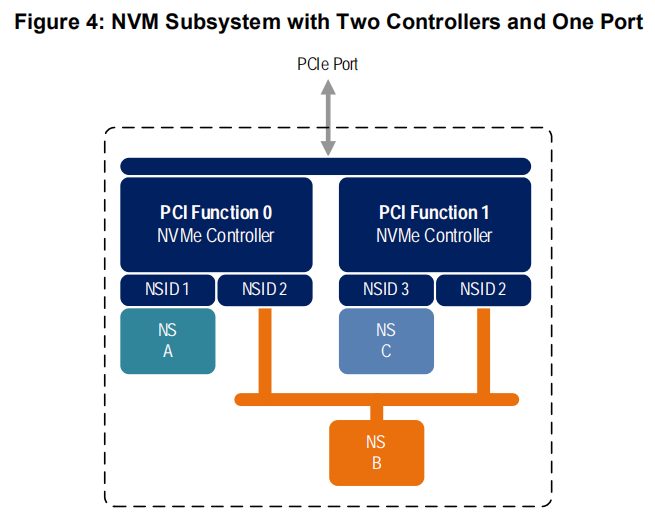 Figure 4: NVM Subsystem with Two Controllers and One Port
PCIe Port
PCI Function 0
NVMe Controller
PCI Function 1
NVMe Controller
NSID 1
NSID 2
NSID 3
NSID 2
NS
A
NS
C
NS
B